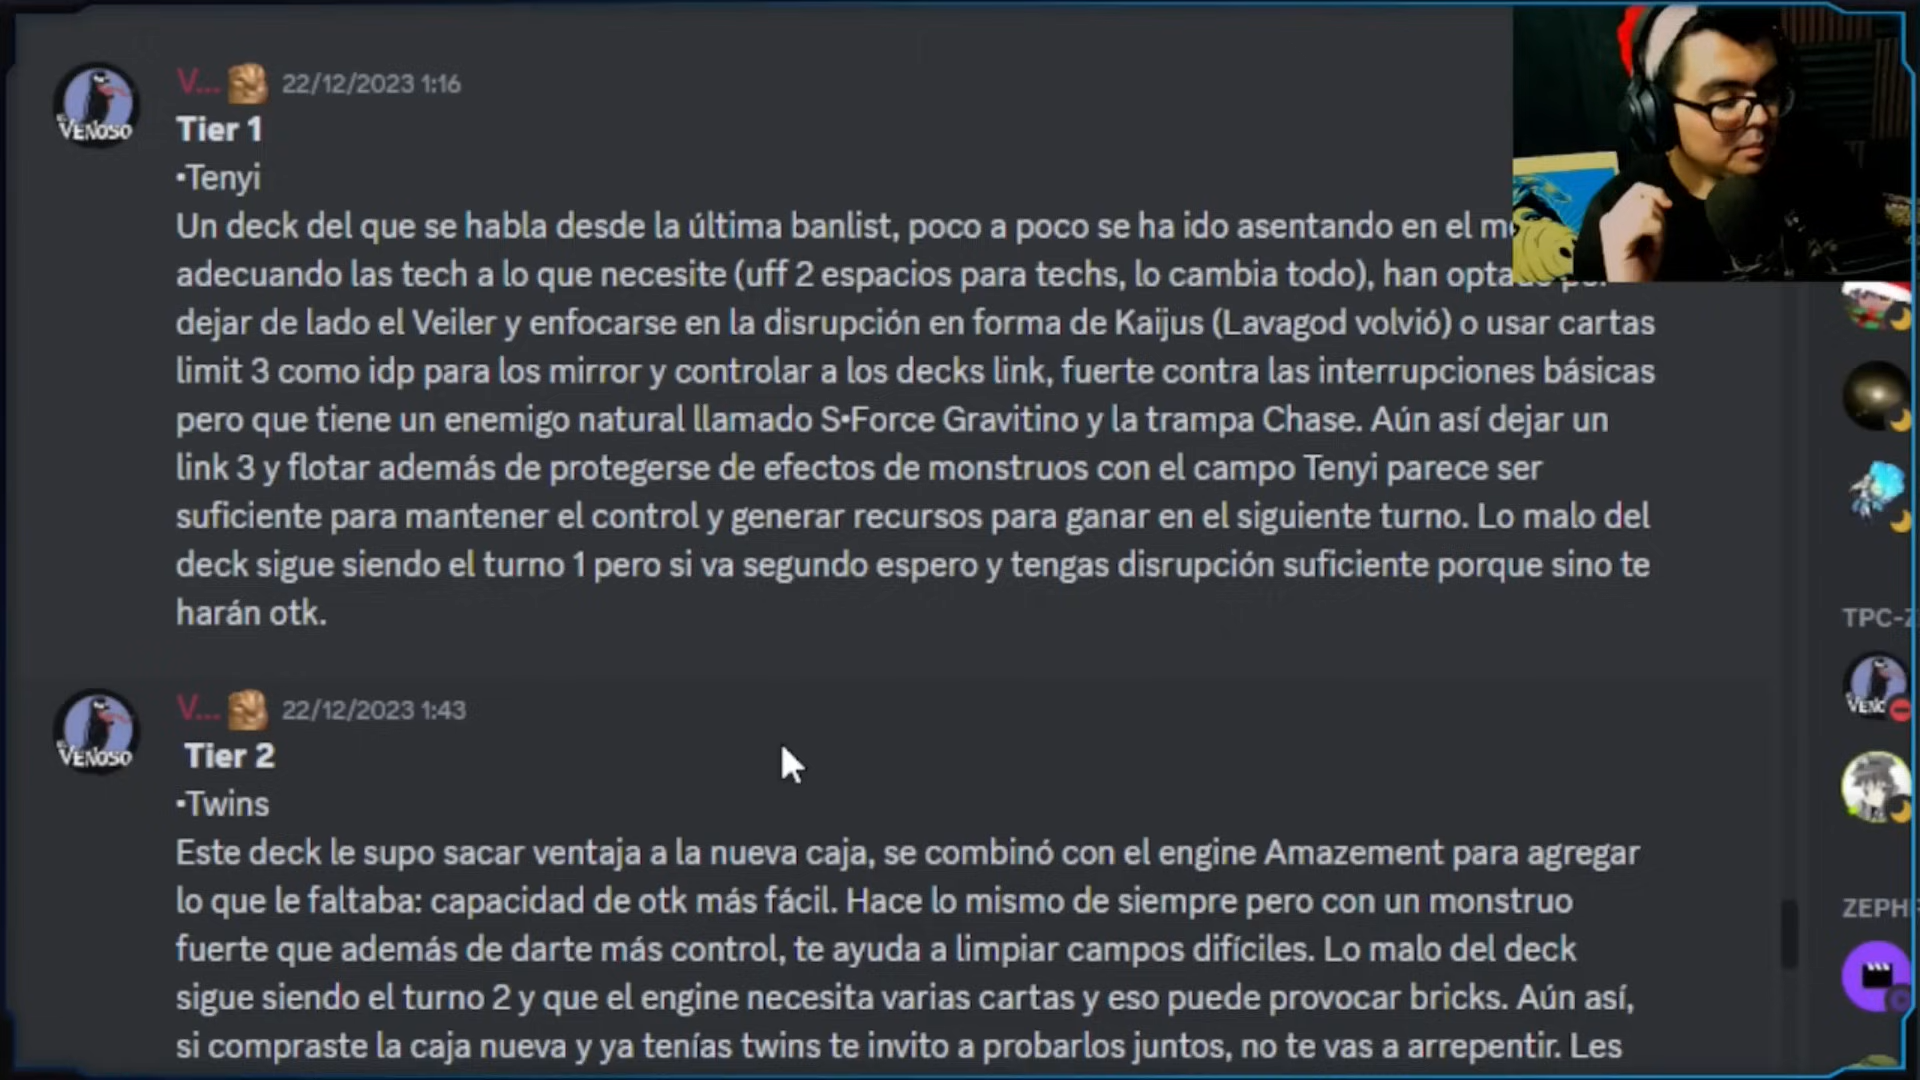 V... 22/12/2023 1:16
VENOSO
Tier 1
•Tenyi
Un deck del que se habla desde la última banlist, poco a poco se ha ido asentando en el
adecuando las tech a lo que necesite (uff 2 espacios para techs, lo cambia todo), han
dejar de lado el Veiler y enfocarse en la disrupción en forma de Kaijus (Lavagod volvió) o usar cartas
limit 3 como idp para los mirror y controlar a los decks link, fuerte contra las interrupciones básicas
pero que tiene un enemigo natural llamado S•Force Gravitino y la trampa Chase. Aún así dejar un
link 3 y flotar además de protegerse de efectos de monstruos con el campo Tenyi parece ser
suficiente para mantener el control y generar recursos para ganar en el siguiente turno. Lo malo del
deck sigue siendo el turno 1 pero si va segundo espero y tengas disrupción suficiente porque sino te
harán otk.
TPC-Z
V... 22/12/2023 1:43
VENOSO
Tier 2
•Twins
Este deck le supo sacar ventaja a la nueva caja, se combinó con el engine Amazement para agregar
lo que le faltaba: capacidad de otk más fácil. Hace lo mismo de siempre pero con un monstruo
ZEPH
fuerte que además de darte más control, te ayuda a limpiar campos difíciles. Lo malo del deck
sigue siendo el turno 2 y que el engine necesita varias cartas y eso puede provocar bricks. Aún así,
si compraste la caja nueva y ya tenías twins te invito a probarlos juntos, no te vas a arrepentir. Les